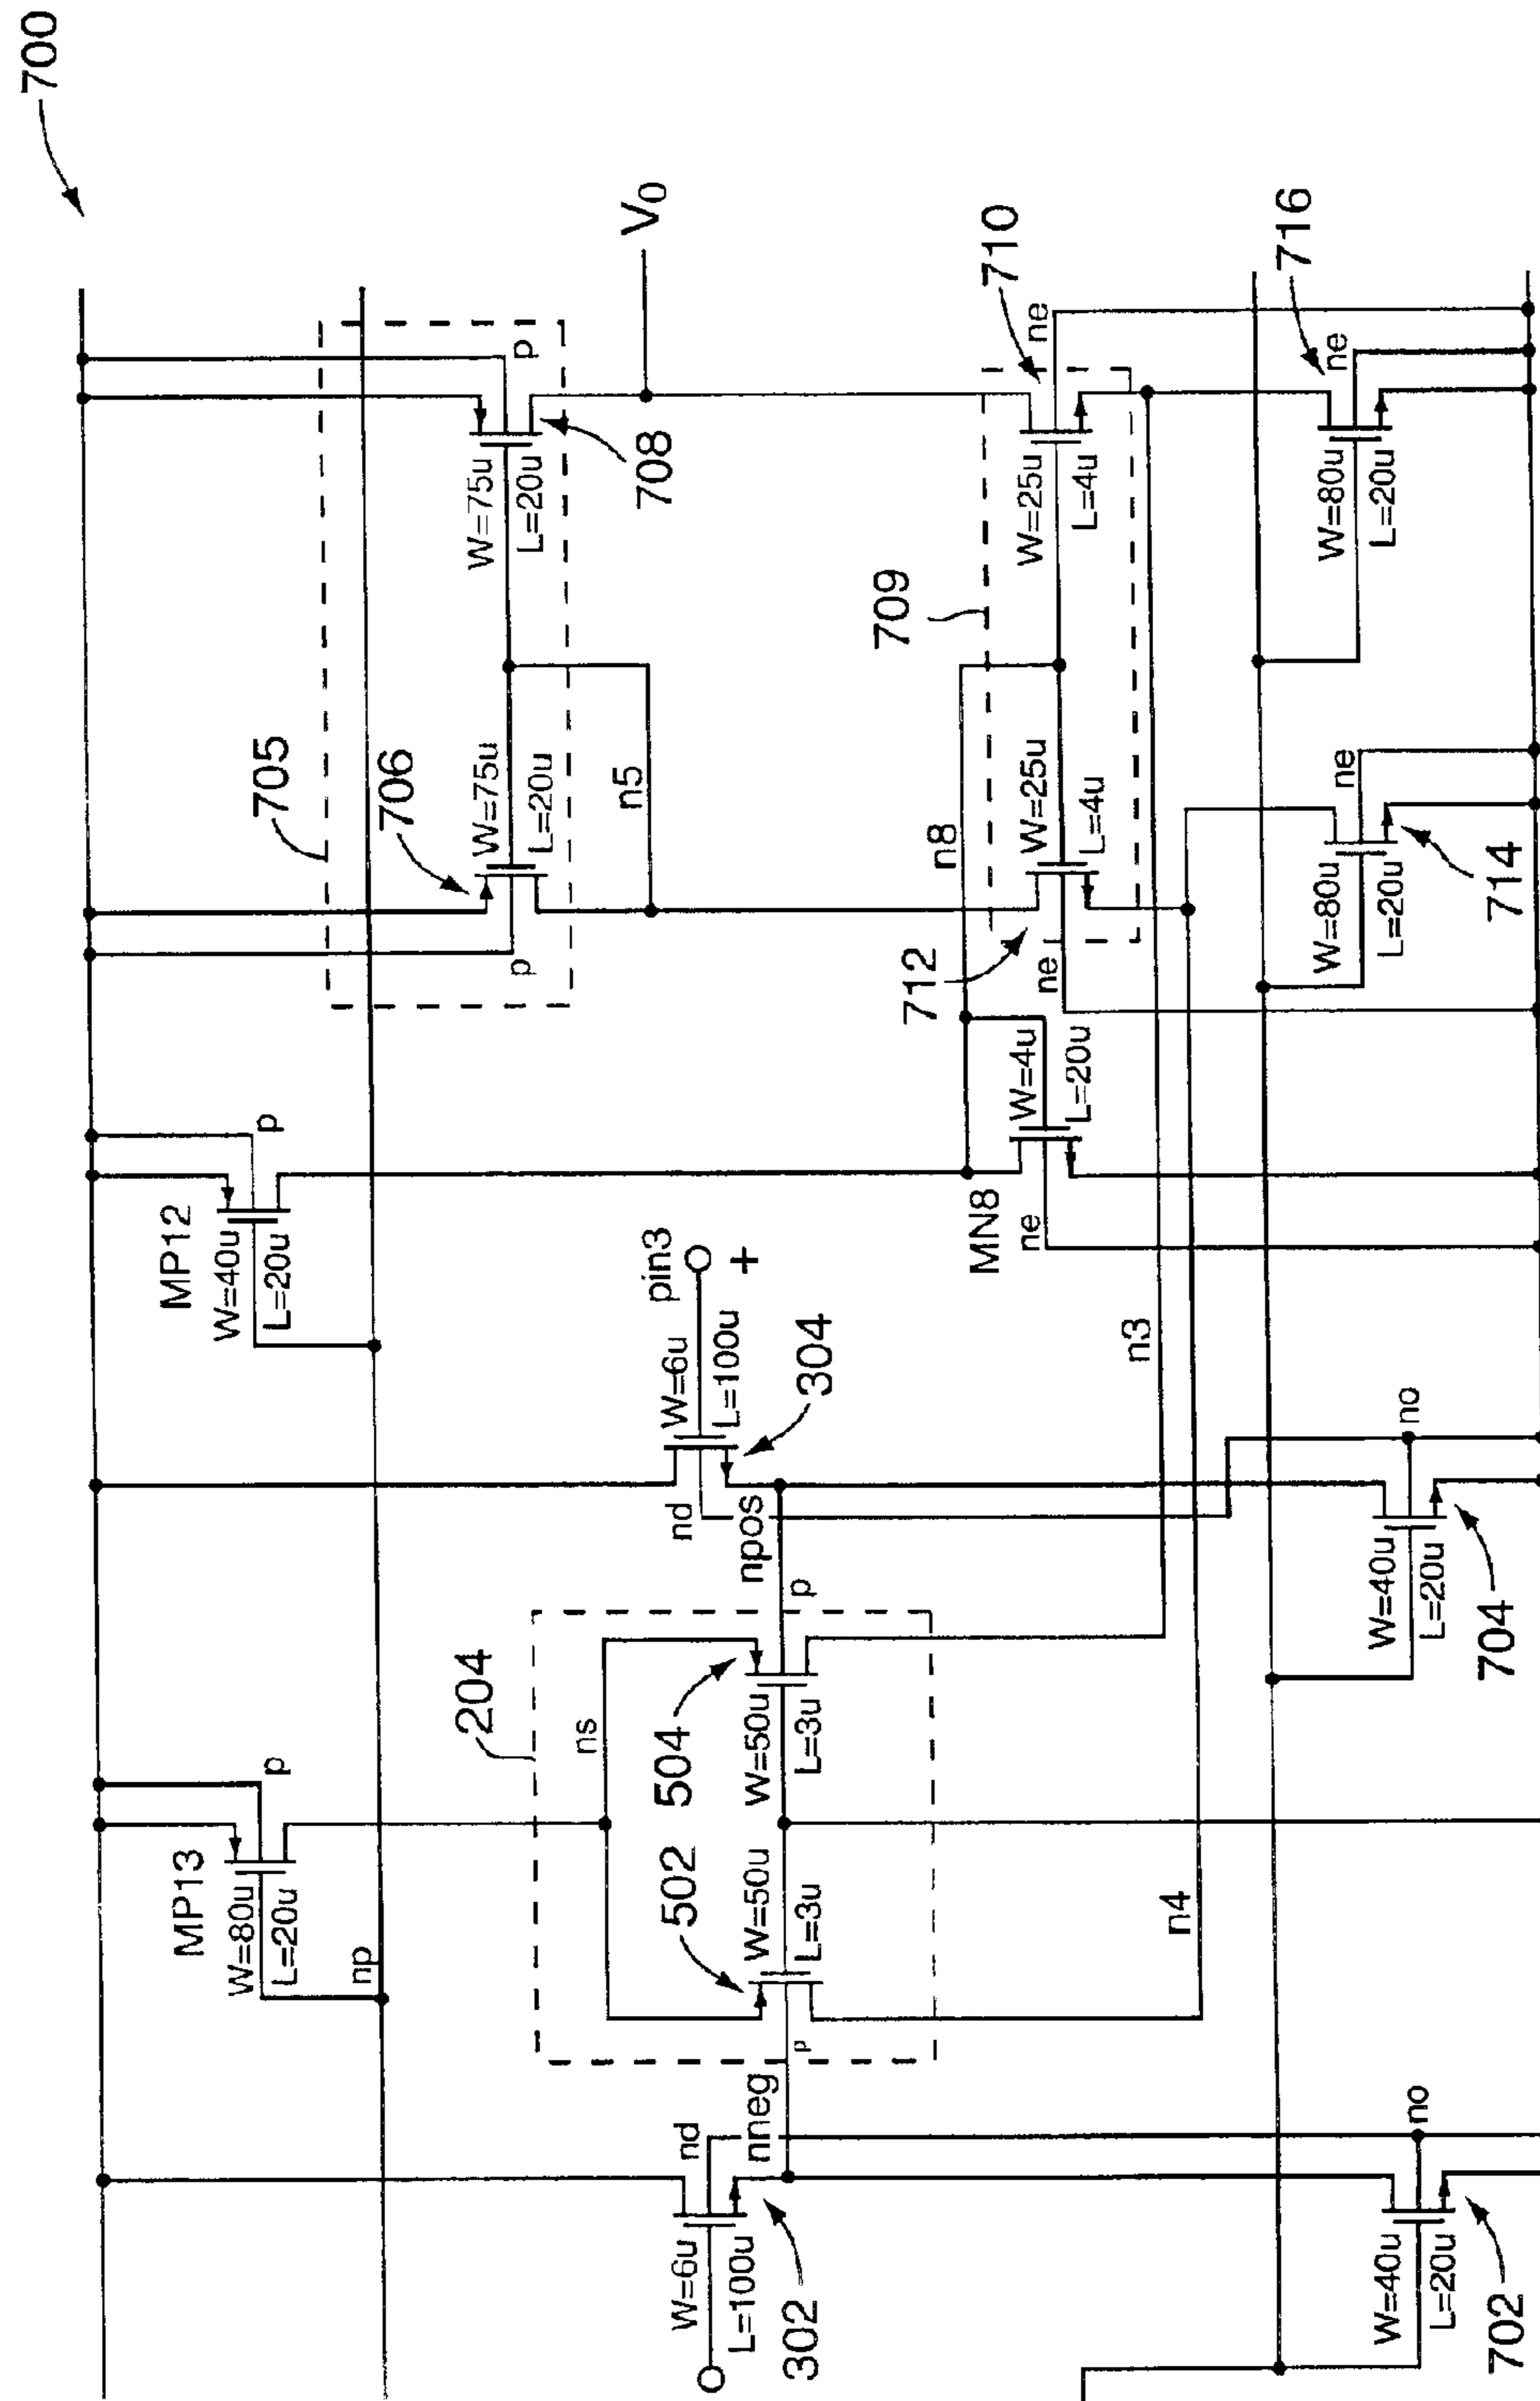 700
MP13
W=80u
L=20u
np
p
MP12
W=40u
L=20u
p
705
706
W=75u
L=20u
p
W=75u
L=20u
p
708
n5
V0
204
ns
502
W=50u
L=3u
p
504
W=50u
L=3u
p
nneg
nd
W=6u
L=100u
302
npos
nd
W=6u
L=100u
304
pin3
+
n8
709
MN8
W=4u
L=20u
ne
712
W=25u
L=4u
ne
W=25u
L=4u
710
ne
n3
n4
W=40u
L=20u
no
702
W=40u
L=20u
no
704
W=80u
L=20u
ne
714
W=80u
L=20u
ne
716